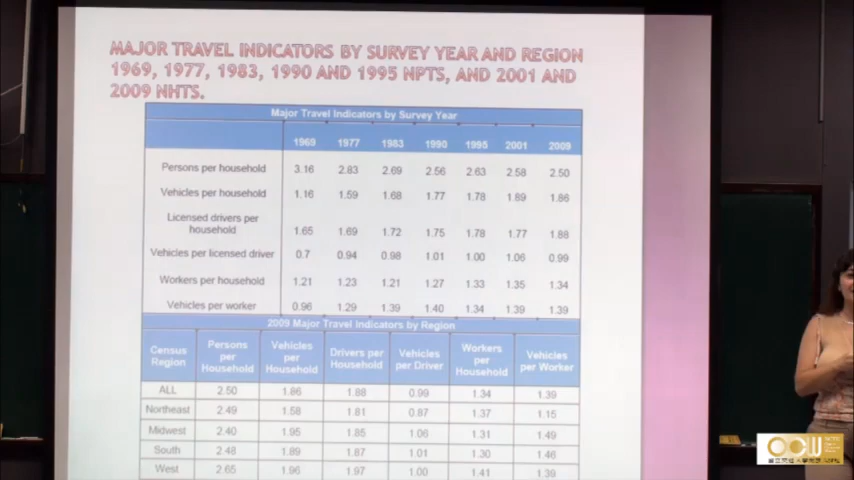 MAJOR TRAVEL INDICATORS BY SURVEY YEAR AND REGION
1969, 1977, 1983, 1990 AND 1995 NPTS, AND 2001 AND
2009 NHTS.
Major Travel Indicators by Survey Year
1969 1977 1983 1990 1995 2001 2009
Persons per household 3.16 2.83 2.69 2.56 2.63 2.58 2.50
Vehicles per household 1.16 1.59 1.68 1.77 1.78 1.89 1.86
Licensed drivers per
household 1.65 1.69 1.72 1.75 1.78 1.77 1.88
Vehicles per licensed driver 0.7 0.94 0.98 1.01 1.00 1.06 0.99
Workers per household 1.21 1.23 1.21 1.27 1.33 1.35 1.34
Vehicles per worker 0.96 1.29 1.39 1.40 1.34 1.39 1.39
2009 Major Travel Indicators by Region
Census Region Persons per Household Vehicles per Household Drivers per Household Vehicles per Driver Workers per Household Vehicles per Worker
ALL 2.50 1.86 1.88 0.99 1.34 1.39
Northeast 2.49 1.58 1.81 0.87 1.37 1.15
Midwest 2.40 1.95 1.85 1.06 1.31 1.49
South 2.48 1.89 1.87 1.01 1.30 1.46
West 2.65 1.96 1.97 1.00 1.41 1.39
OCW